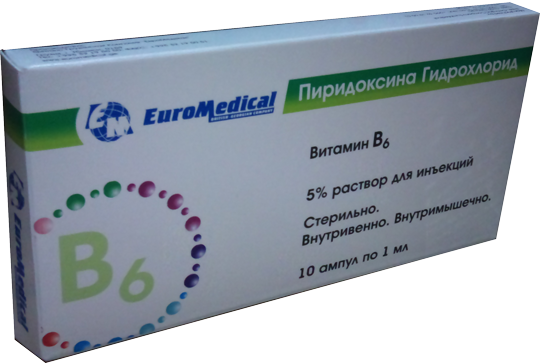 EuroMedical
Пиридоксина Гидрохлорид
Витамин B6
5% раствор для инъекций
Стерильно.
Внутривенно. Внутримышечно.
10 ампул по 1 мл
B6
EM
EuroMedical